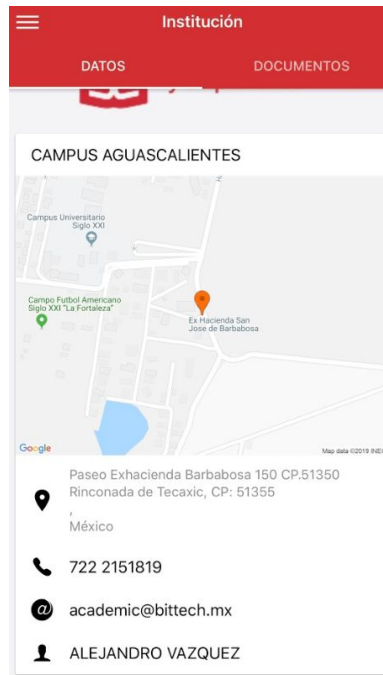 Institución
DATOS
DOCUMENTOS
CAMPUS AGUASCALIENTES
Campus Universitario
Siglo XXI
Campo Futbol Americano
Siglo XXI "La Fortaleza"
Ex Hacienda San
Jose de Barbabosa
Google
Map data ©2019 INE
Paseo Exhacienda Barbabosa 150 CP.51350
Rinconada de Tecaxic, CP: 51355
,
México
722 2151819
@ academic@bittech.mx
ALEJANDRO VAZQUEZ